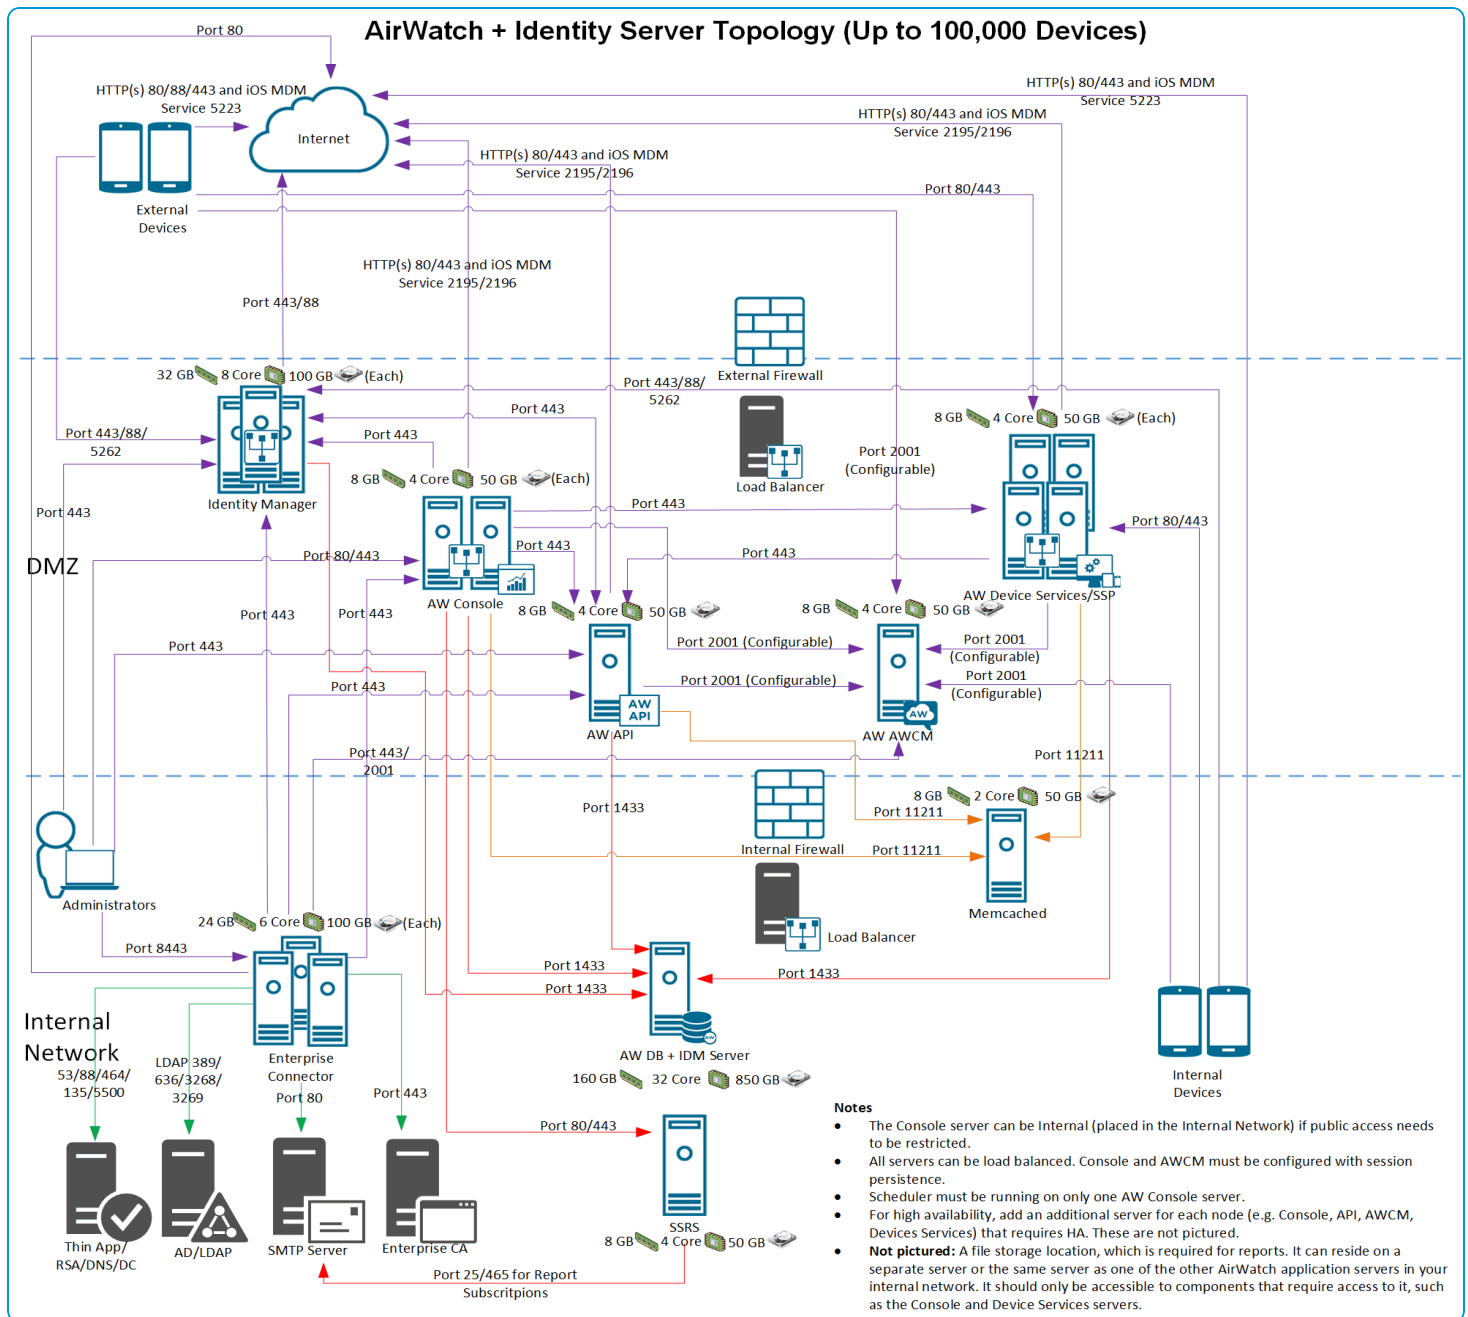 AirWatch + Identity Server Topology (Up to 100,000 Devices)
Port 80
HTTP(s) 80/88/443 and iOS MDM
Service 5223
Internet
HTTP(s) 80/443 and iOS MDM
Service 5223
HTTP(s) 80/443 and iOS MDM
Service 2195/2196
HTTP(s) 80/443 and iOS MDM
Service 2195/2196
Port 80/443
External
Devices
HTTP(s) 80/443 and iOS MDM
Service 2195/2196
Port 443/88
External Firewall
32 GB
8 Core
100 GB
(Each)
Port 443/88/
5262
Port 443
Port 443
8 GB
4 Core
50 GB
(Each)
Port 443/88/
5262
Port 2001
(Configurable)
Load Balancer
8 GB
4 Core
50 GB
(Each)
Identity Manager
Port 443
Port 443
Port 80/443
DMZ
Port 80/443
Port 443
Port 443
AW Console
AW Device Services/SSP
8 GB
4 Core
50 GB
8 GB
4 Core
50 GB
Port 443
Port 443
Port 443
Port 2001 (Configurable)
Port 2001
(Configurable)
Port 443
Port 2001 (Configurable)
Port 2001
(Configurable)
AW
API
AW
AW API
AW AWCM
Port 443/
2001
Port 11211
Port 1433
8 GB
2 Core
50 GB
Port 11211
Internal Firewall
Port 11211
Administrators
Memcached
24 GB
6 Core
100 GB
(Each)
Load Balancer
Port 8443
Port 1433
Port 1433
Port 1433
Internal
Network
AW
AW DB + IDM Server
160 GB
32 Core
850 GB
Enterprise
Connector
53/88/464/
135/5500
LDAP 389/
636/3268/
3269
Port 80
Port 443
Internal
Devices
Port 80/443
Thin App/
RSA/DNS/DC
AD/LDAP
SMTP Server
Enterprise CA
SSRS
8 GB
4 Core
50 GB
Port 25/465 for Report
Subscritpions
Notes
● The Console server can be Internal (placed in the Internal Network) if public access needs
to be restricted.
● All servers can be load balanced. Console and AWCM must be configured with session
persistence.
● Scheduler must be running on only one AW Console server.
● For high availability, add an additional server for each node (e.g. Console, API, AWCM,
Devices Services) that requires HA. These are not pictured.
● Not pictured: A file storage location, which is required for reports. It can reside on a
separate server or the same server as one of the other AirWatch application servers in your
internal network. It should only be accessible to components that require access to it, such
as the Console and Device Services servers.